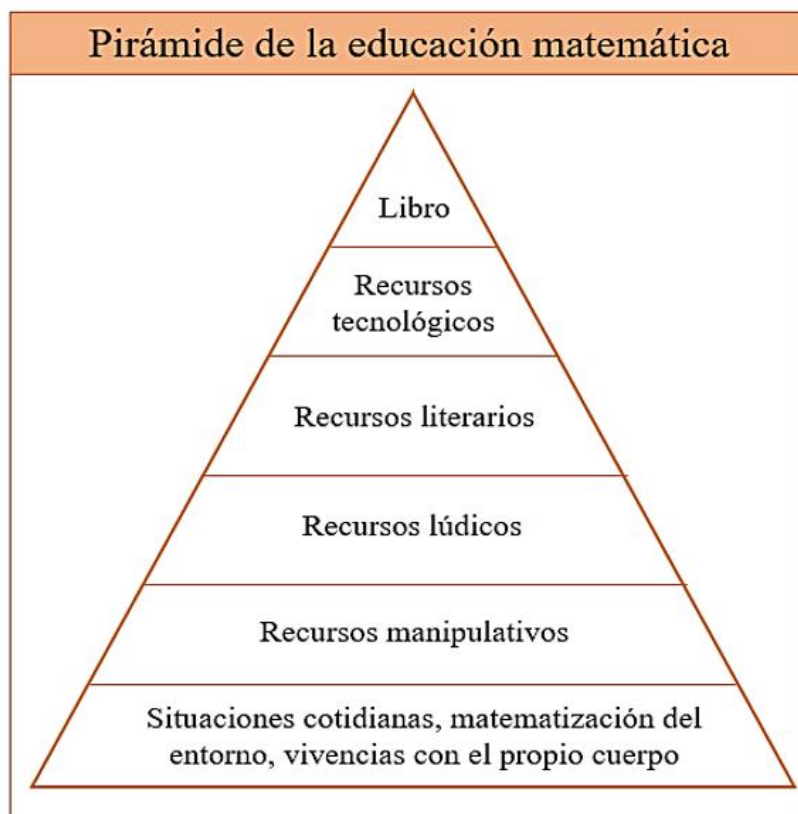 Pirámide de la educación matemática
Libro
Recursos
tecnológicos
Recursos literarios
Recursos lúdicos
Recursos manipulativos
Situaciones cotidianas, matematización del
entorno, vivencias con el propio cuerpo